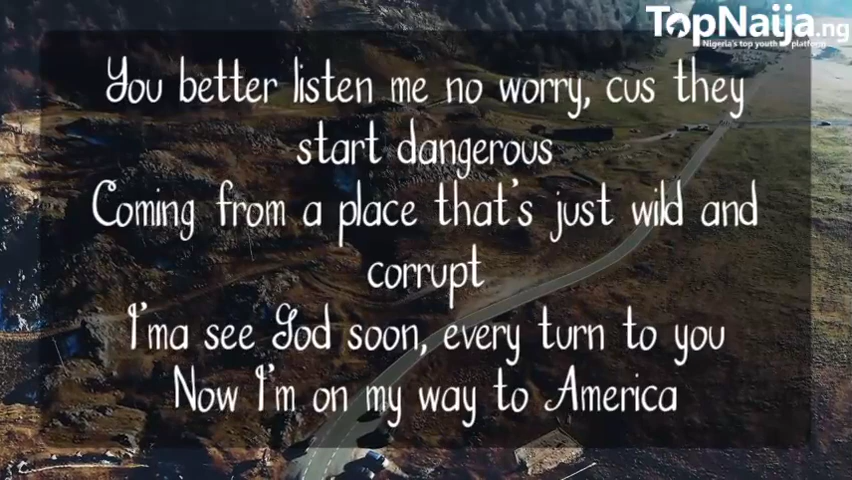 TopNaija.ng
Nigeria's top youth platform
You better listen me no worry, cus they
start dangerous
Coming from a place that's just wild and
corrupt
I'ma see God soon, every turn to you
Now I'm on my way to America